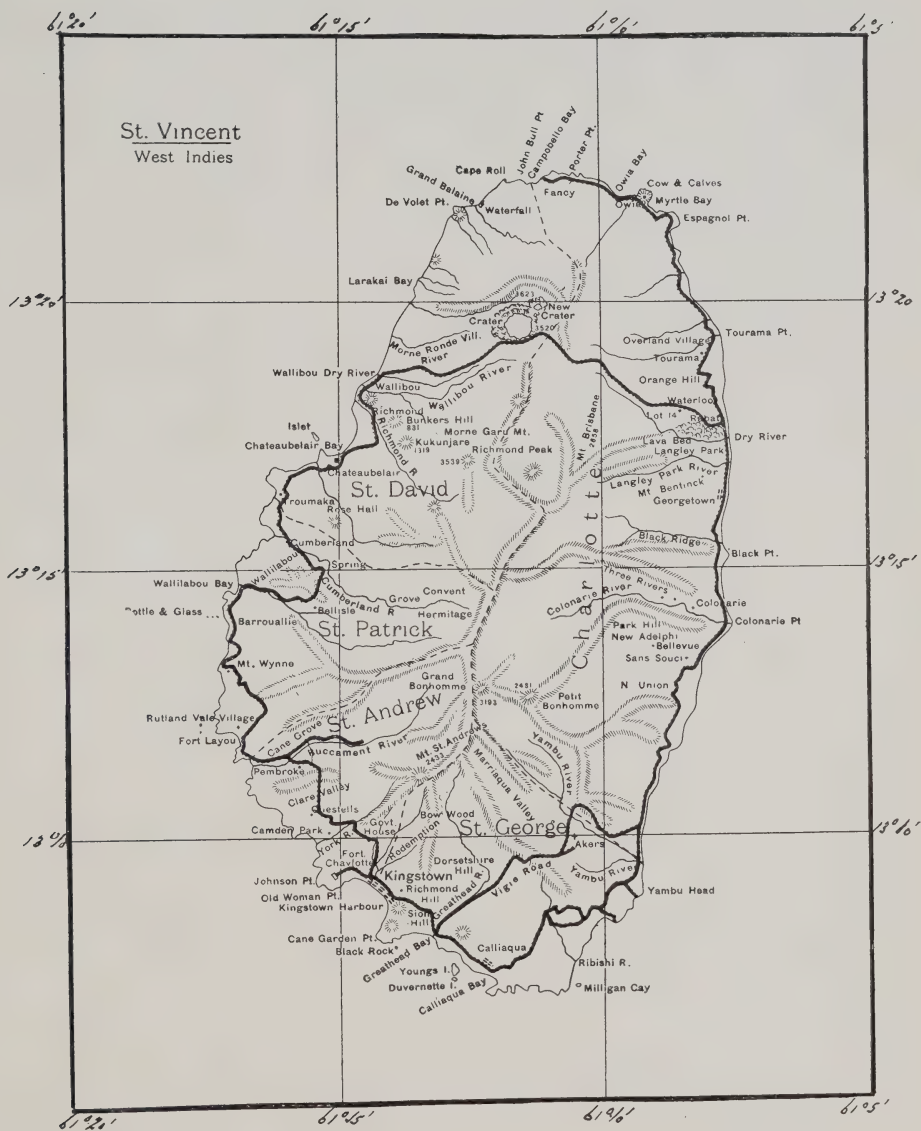 61°20'
61°15'
61°10'
61°5'
St. Vincent
West Indies
John Bull Pt
Campobello Bay
Porter Pt.
Cape Roll
Fancy
Owia Bay
Cow & Calves
Grand Balaine
Owia
Myrtle Bay
De Volet Pt.
Waterfall
Espagnol Pt.
Larakai Bay
13°20'
13°20
3623
New
Crater
Crater
3520
Tourama Pt.
Overland Village
Morne Ronde Vill.
River
Tourama
Wallibou Dry River
Wallibou River
Orange Hill
Wallibou
Waterloo
Richmond
Lot 14
Rabat
Bunkers Hill
831
Morne Garu Mt.
Mt Brisbane
2858
Dry River
Islet
Kukunjare
1319
Richmond Peak
Lava Bed
Chateaubelair Bay
Richmond R.
3539
Langley Park
Chateaubelair
Langley Park River
St. David
Mt Bentinck
Georgetown
Troumaka
Rose Hall
Charlotte
Cumberland
Black Ridge
Black Pt.
13°15'
13°15'
Spring
Wallilabou Bay
Wallilabou
Three Rivers
Cumberland R
Grove
Convent
Colonarie River
Colonarie
Bottle & Glass
Bellisle
Hermitage
Colonarie Pt
Barrouallie
St. Patrick
Park Hill
New Adelphi
Bellevue
Sans Souci
Mt. Wynne
Grand
Bonhomme
2451
N Union
3193
Petit
Bonhomme
Rutland Vale Village
St. Andrew
Fort Layou
Cane Grove
Buccament River
Mt. St. Andrew
2433
Yambu River
Pembroke
Marriaqua Valley
Clare Valley
Questells
Bow Wood
Govt.
House
St. George
Camden Park
York R.
Redemption
13°10'
13°10'
Akers
Fort
Charlotte
Dorsetshire
Hill
Yambu River
Johnson Pt.
Kingstown
Vigre Road
Yambu Head
Old Woman Pt.
Richmond
Hill
Greathead R.
Kingstown Harbour
Sion
Hill
Cane Garden Pt.
Calliaqua
Black Rock
Greathead Bay
Ribishi R.
Youngs I.
Duvernette I.
Milligan Cay
Calliaqua Bay
61°20'
61°15'
61°10'
61°5'